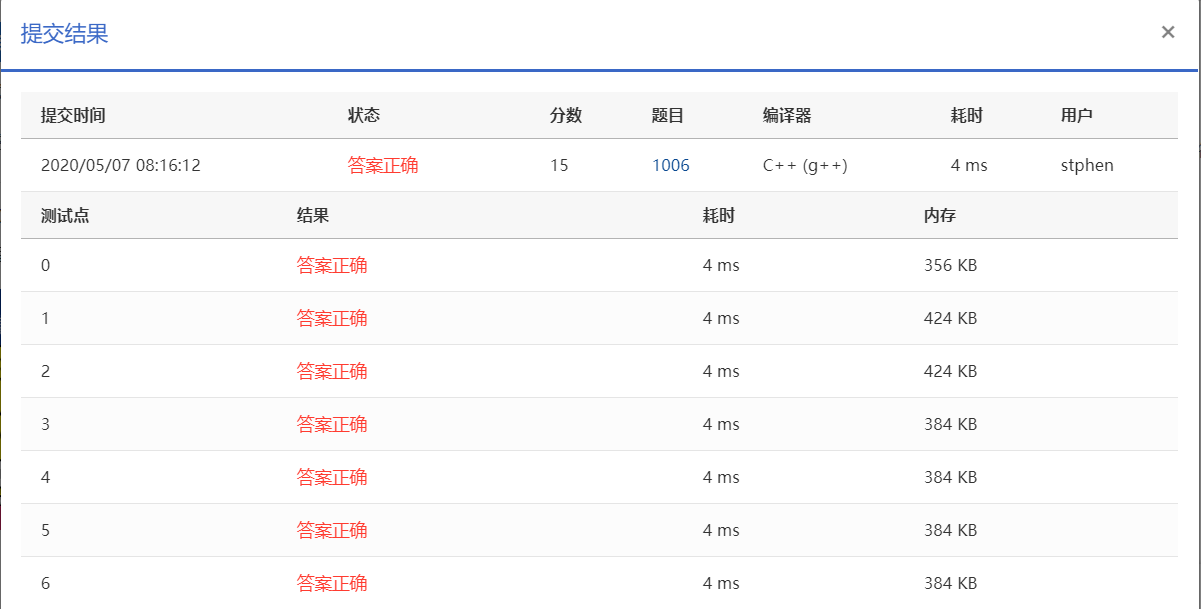 提交结果 ×
提交时间 状态 分数 题目 编译器 耗时 用户
2020/05/07 08:16:12 答案正确 15 1006 C++ (g++) 4 ms stphen
测试点 结果 耗时 内存
0 答案正确 4 ms 356 KB
1 答案正确 4 ms 424 KB
2 答案正确 4 ms 424 KB
3 答案正确 4 ms 384 KB
4 答案正确 4 ms 384 KB
5 答案正确 4 ms 384 KB
6 答案正确 4 ms 384 KB